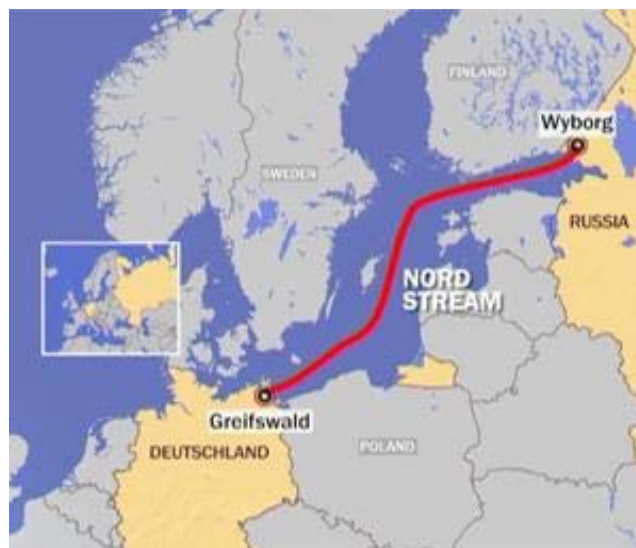 FINLAND
Wyborg
SWEDEN
RUSSIA
NORD
STREAM
Greifswald
DEUTSCHLAND
POLAND